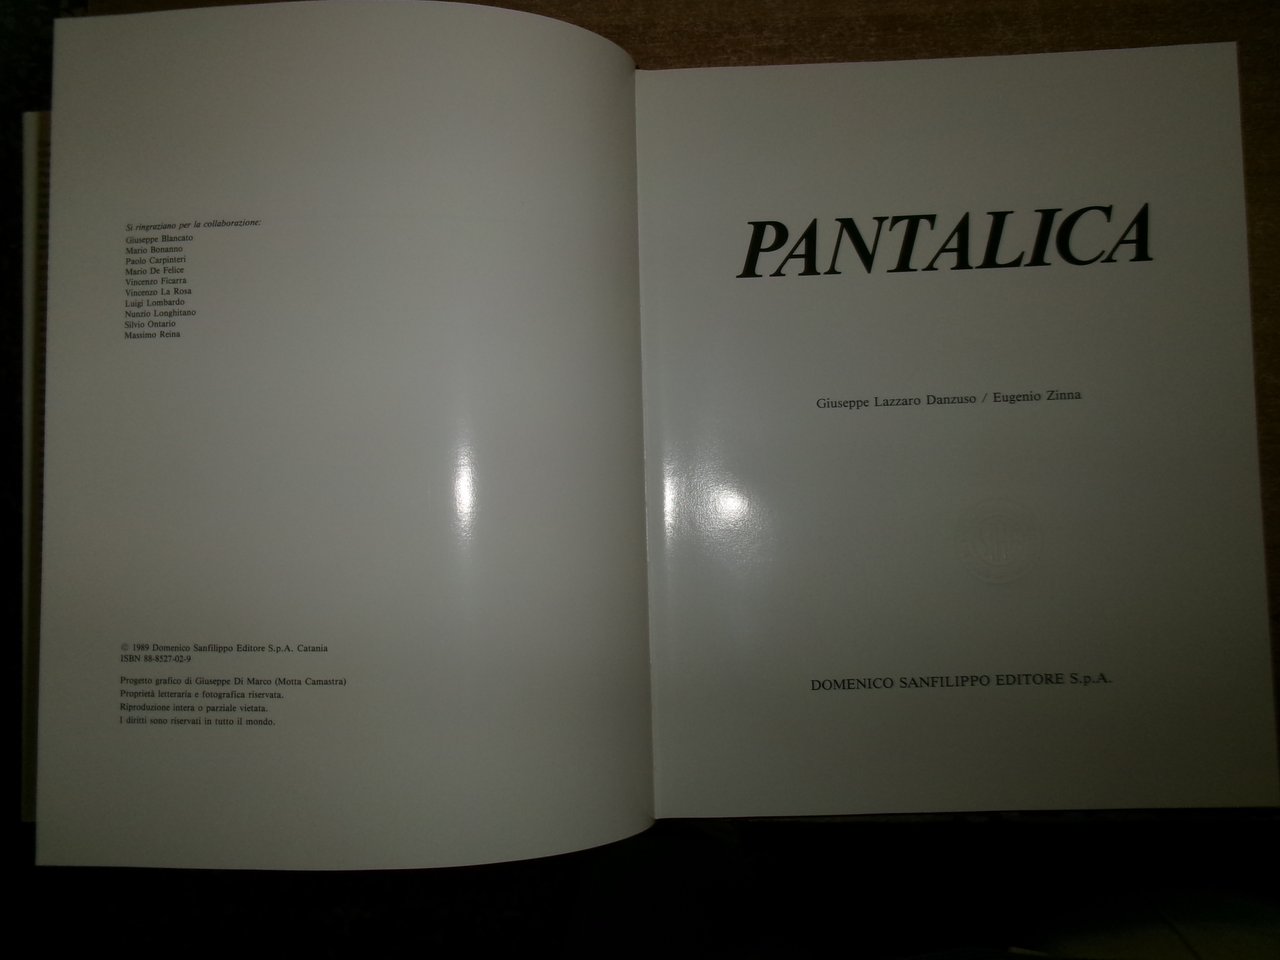 Si ringraziano per la collaborazione:
Giuseppe Blancato
Mario Bonanno
Paolo Carpinteri
Mario De Felice
Vincenzo Ficarra
Vincenzo La Rosa
Luigi Lombardo
Nunzio Longhitano
Silvio Ontario
Massimo Reina
© 1989 Domenico Sanfilippo Editore S.p.A. Catania
ISBN 88-8527-02-9
Progetto grafico di Giuseppe Di Marco (Motta Camastra)
Proprietà letteraria e fotografica riservata.
Riproduzione intera o parziale vietata.
I diritti sono riservati in tutto il mondo.
PANTALICA
Giuseppe Lazzaro Danzuso / Eugenio Zinna
DOMENICO SANFILIPPO EDITORE S.p.A.